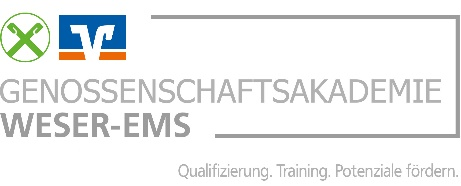 GENOSSENSCHAFTSAKADEMIE
WESER-EMS
Qualifizierung. Training. Potenziale fördern.